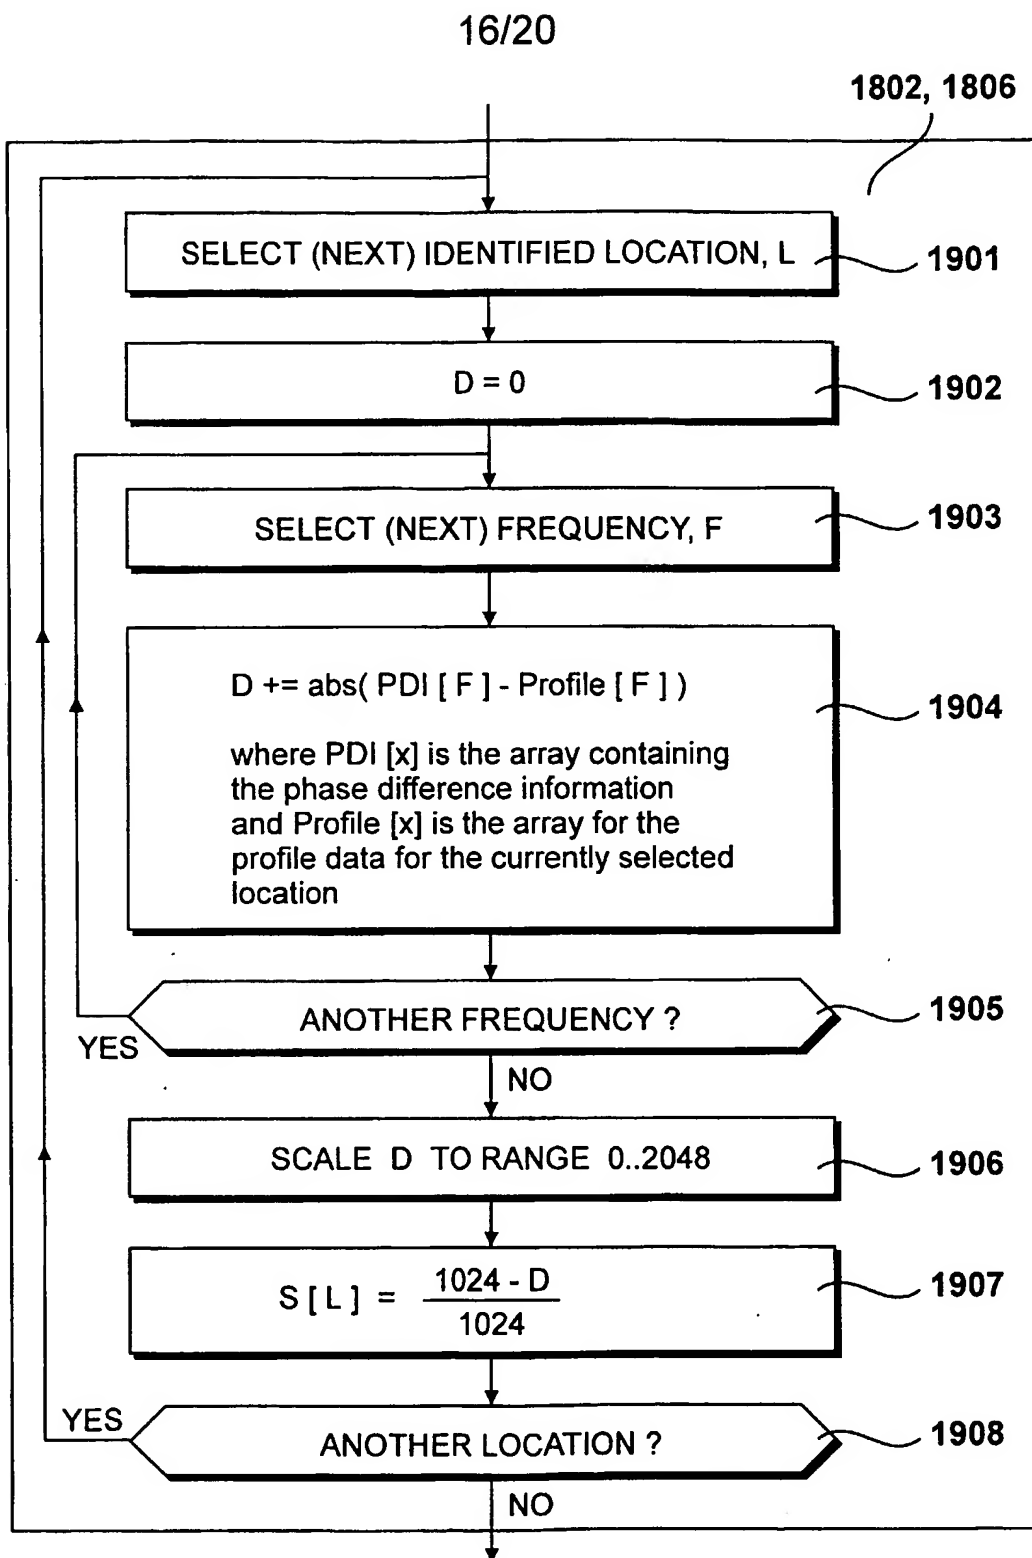 16/20
1802, 1806
SELECT (NEXT) IDENTIFIED LOCATION, L
1901
D = 0
1902
SELECT (NEXT) FREQUENCY, F
1903
D += abs( PDI [ F ] - Profile [ F ] )
where PDI [x] is the array containing
the phase difference information
and Profile [x] is the array for the
profile data for the currently selected
location
1904
ANOTHER FREQUENCY ?
1905
YES
NO
SCALE D TO RANGE 0..2048
1906
S [ L ] = 1024 - D
1024
1907
YES
ANOTHER LOCATION ?
1908
NO